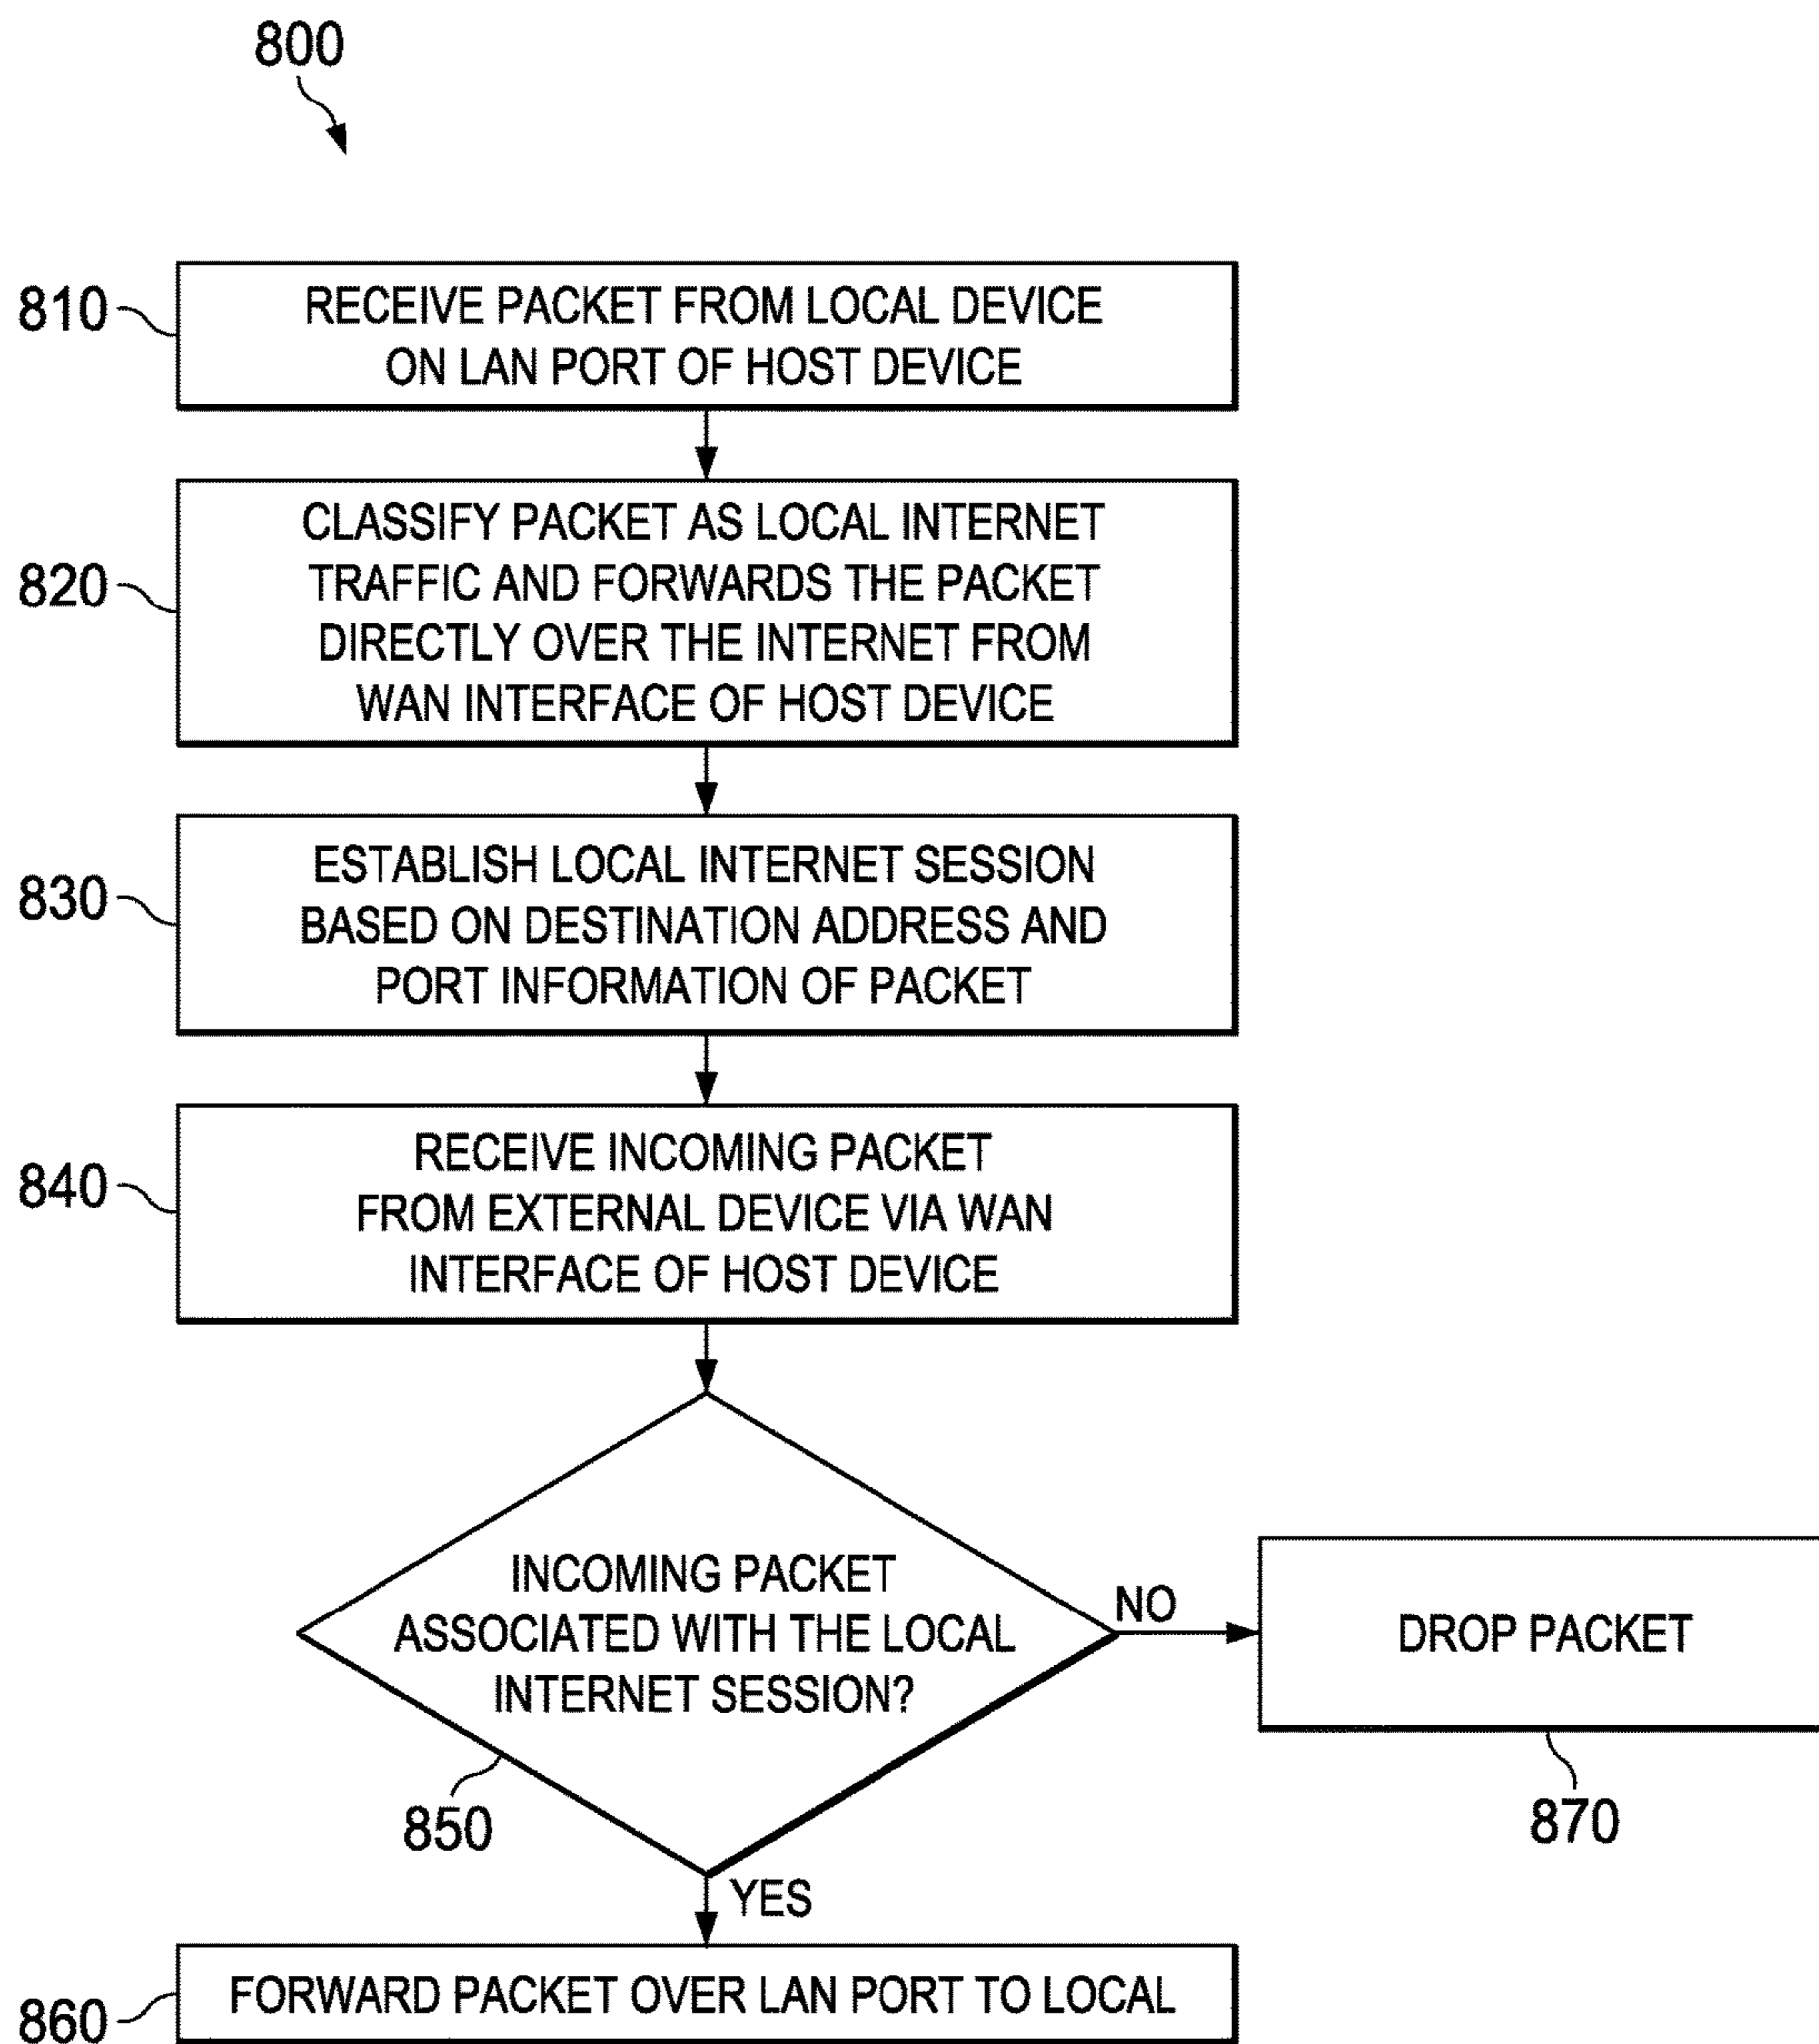 800
810
RECEIVE PACKET FROM LOCAL DEVICE
ON LAN PORT OF HOST DEVICE
820
CLASSIFY PACKET AS LOCAL INTERNET
TRAFFIC AND FORWARDS THE PACKET
DIRECTLY OVER THE INTERNET FROM
WAN INTERFACE OF HOST DEVICE
830
ESTABLISH LOCAL INTERNET SESSION
BASED ON DESTINATION ADDRESS AND
PORT INFORMATION OF PACKET
840
RECEIVE INCOMING PACKET
FROM EXTERNAL DEVICE VIA WAN
INTERFACE OF HOST DEVICE
INCOMING PACKET
ASSOCIATED WITH THE LOCAL
INTERNET SESSION?
850
NO
DROP PACKET
870
YES
860
FORWARD PACKET OVER LAN PORT TO LOCAL